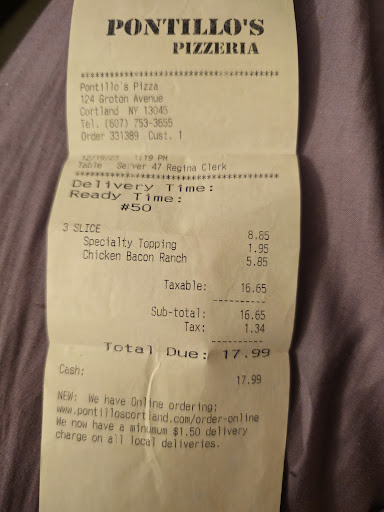 PONTILLO'S
PIZZERIA
****************************************
Pontillo's Pizza
124 Groton Avenue
Cortland NY 13045
Tel. (607) 753-3655
Order 331389 Cust. 1
1:19 PM
Table Server 47 Regina Clerk
****************************************
Delivery Time:
Ready Time:
#50
3 SLICE 8.85
Specialty Topping 1.95
Chicken Bacon Ranch 5.85
Taxable: 16.65
----------
Sub-total: 16.65
Tax: 1.34
----------
Total Due: 17.99
Cash: 17.99
NEW: We have Online ordering;
www.pontilloscortland.com/order-online
We now have a minumum $1.50 delivery
charge on all local deliveries.